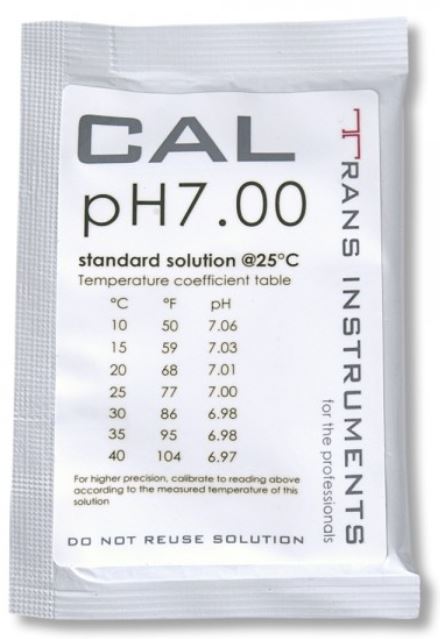 CAL
pH7.00
standard solution @25°C
Temperature coefficient table
°C °F pH
10 50 7.06
15 59 7.03
20 68 7.01
25 77 7.00
30 86 6.98
35 95 6.98
40 104 6.97
For higher precision, calibrate to reading above
according to the measured temperature of this
solution
DO NOT REUSE SOLUTION
TRANS INSTRUMENTS
for the professionals